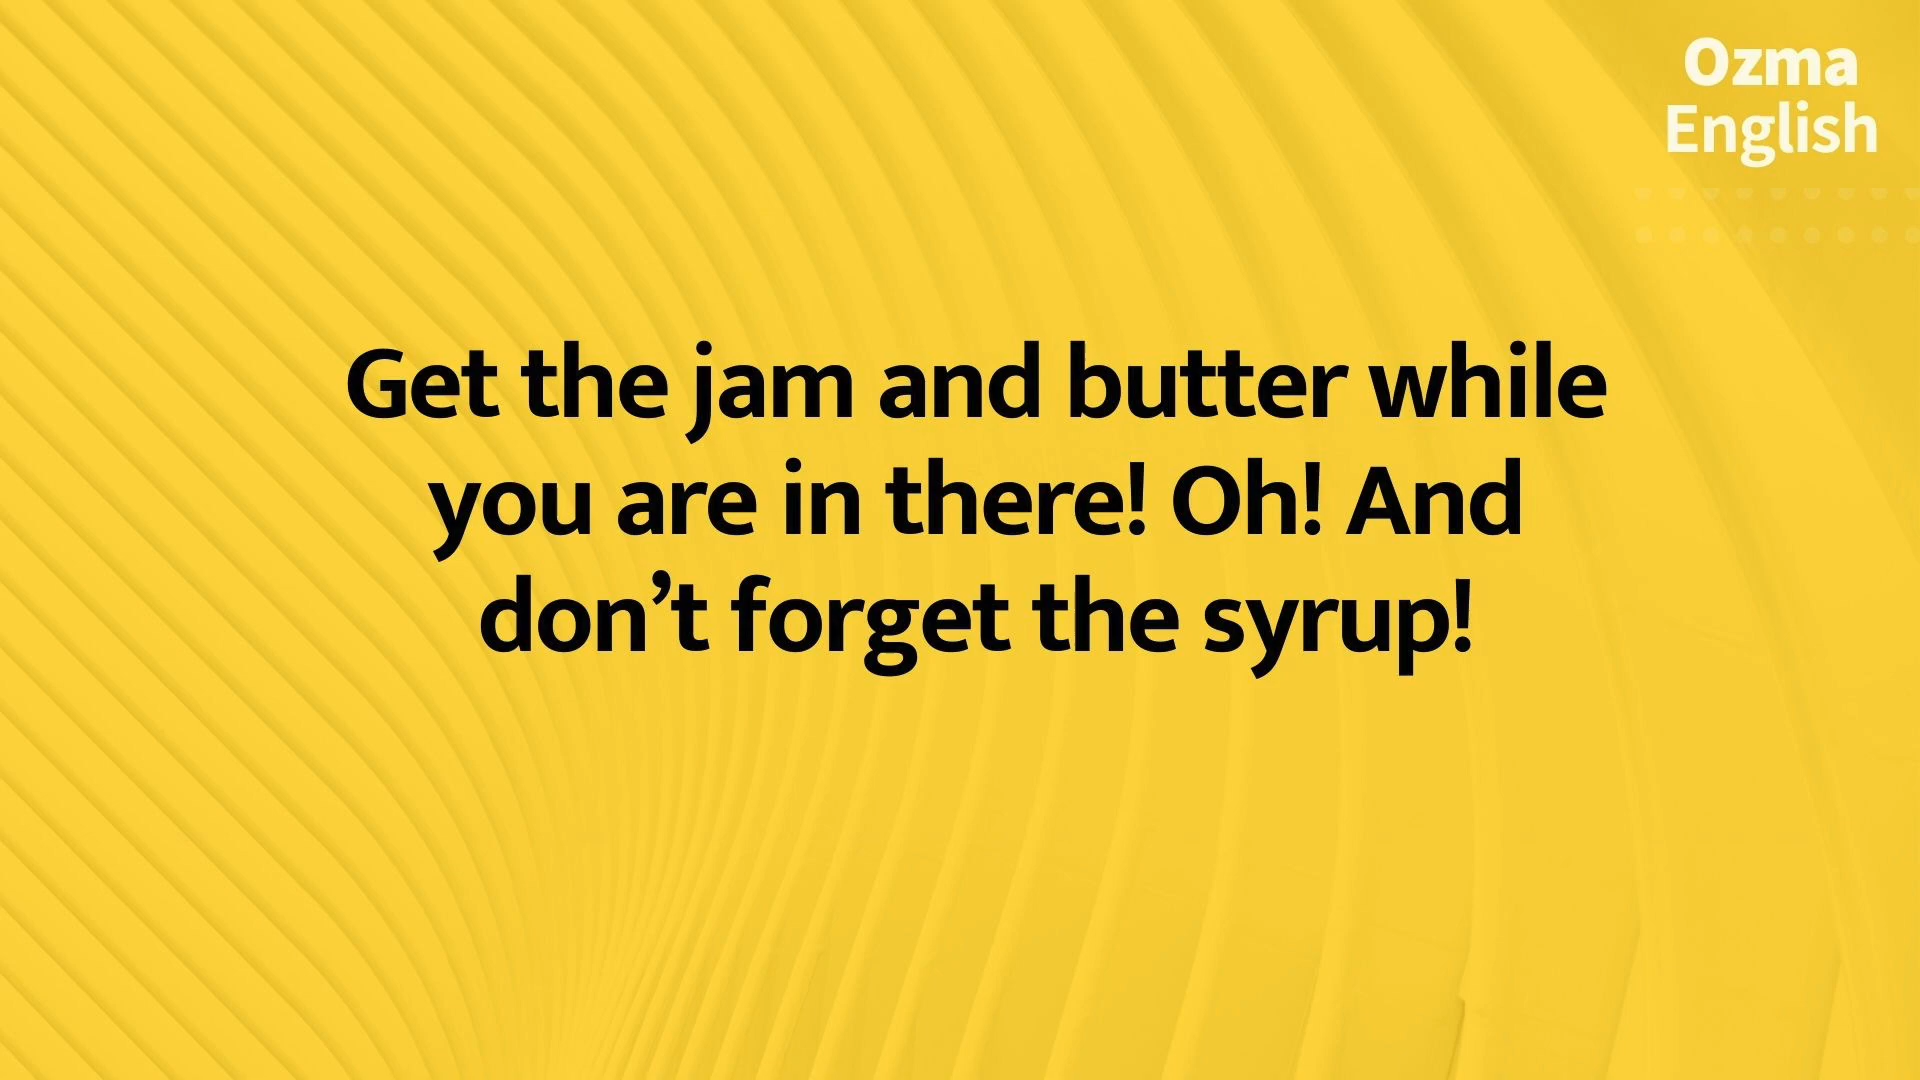 Ozma
English
Get the jam and butter while
you are in there! Oh! And
don’t forget the syrup!